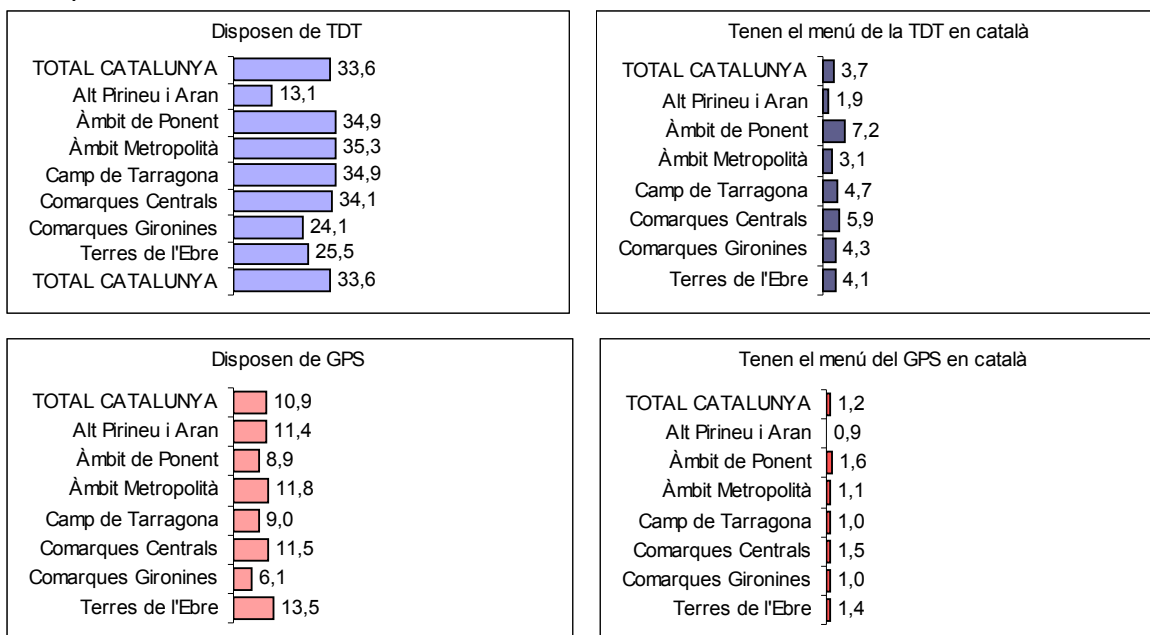 Disposen de TDT
TOTAL CATALUNYA 33,6
Alt Pirineu i Aran 13,1
Àmbit de Ponent 34,9
Àmbit Metropolità 35,3
Camp de Tarragona 34,9
Comarques Centrals 34,1
Comarques Gironines 24,1
Terres de l'Ebre 25,5
TOTAL CATALUNYA 33,6
Tenen el menú de la TDT en català
TOTAL CATALUNYA 3,7
Alt Pirineu i Aran 1,9
Àmbit de Ponent 7,2
Àmbit Metropolità 3,1
Camp de Tarragona 4,7
Comarques Centrals 5,9
Comarques Gironines 4,3
Terres de l'Ebre 4,1
Disposen de GPS
TOTAL CATALUNYA 10,9
Alt Pirineu i Aran 11,4
Àmbit de Ponent 8,9
Àmbit Metropolità 11,8
Camp de Tarragona 9,0
Comarques Centrals 11,5
Comarques Gironines 6,1
Terres de l'Ebre 13,5
Tenen el menú del GPS en català
TOTAL CATALUNYA 1,2
Alt Pirineu i Aran 0,9
Àmbit de Ponent 1,6
Àmbit Metropolità 1,1
Camp de Tarragona 1,0
Comarques Centrals 1,5
Comarques Gironines 1,0
Terres de l'Ebre 1,4